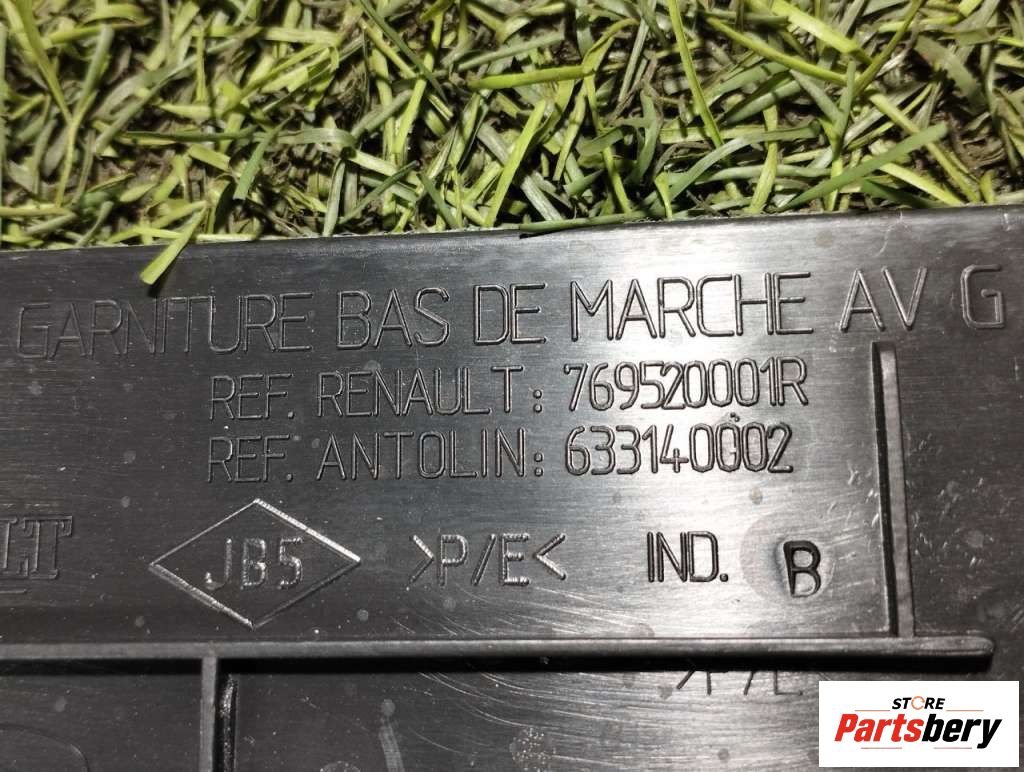 GARNITURE BAS DE MARCHE AV G
REF. RENAULT: 769520001R
REF. ANTOLIN: 633140002
JB5 >P/E< IND. B
STORE
Partsbery